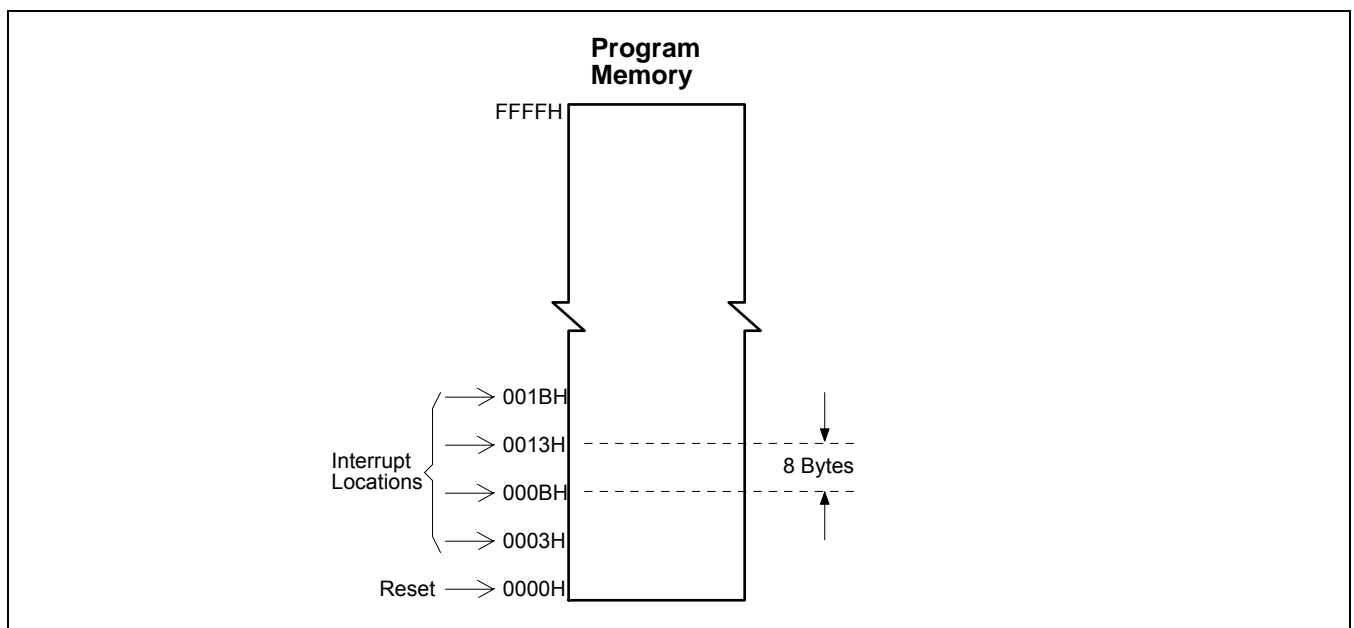 Program
Memory
FFFFH
001BH
0013H
8 Bytes
Interrupt
Locations
000BH
0003H
Reset
0000H